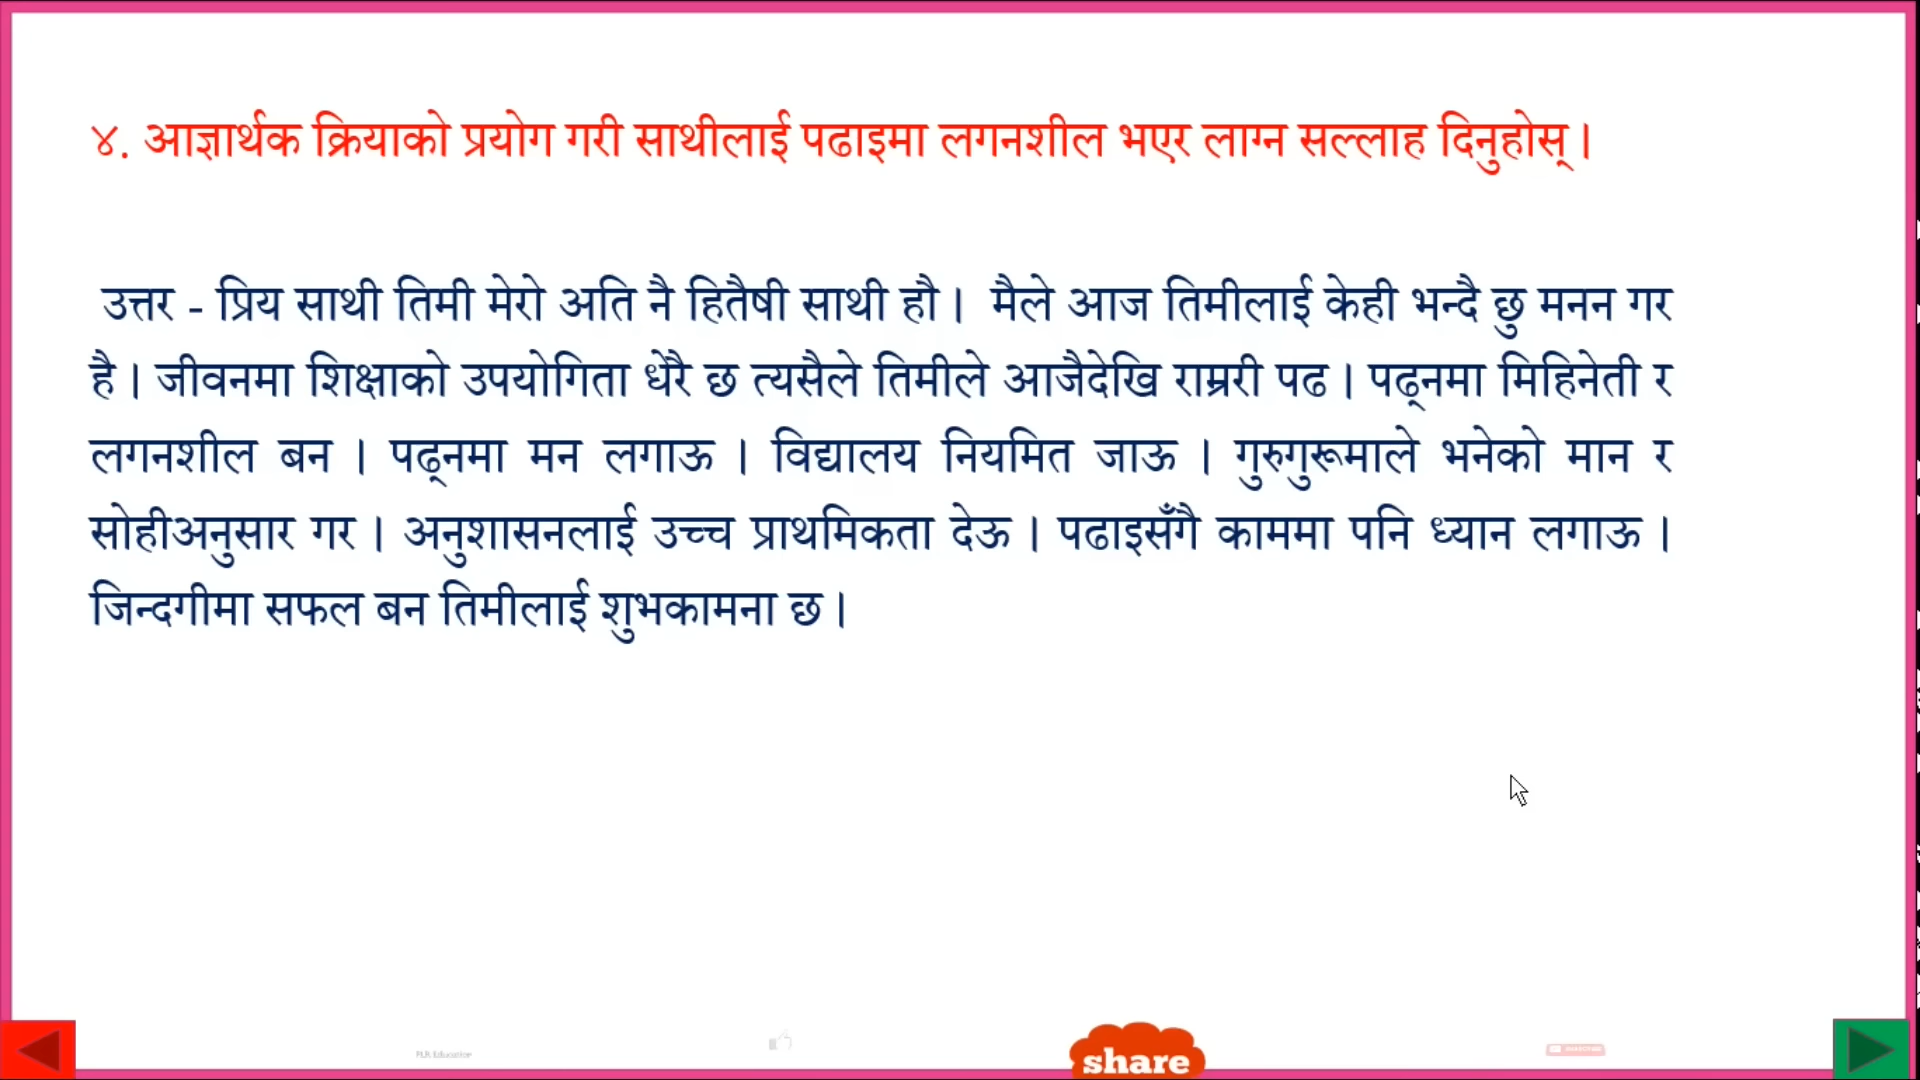 ४. आज्ञार्थक क्रियाको प्रयोग गरी साथीलाई पढाइमा लगनशील भएर लाग्न सल्लाह दिनुहोस् ।
उत्तर - प्रिय साथी तिमी मेरो अति नै हितैषी साथी हौ । मैले आज तिमीलाई केही भन्दै छु मनन गर
है । जीवनमा शिक्षाको उपयोगिता धेरै छ त्यसैले तिमीले आजैदेखि राम्ररी पढ । पढ्नमा मिहिनेती र
लगनशील बन । पढ्नमा मन लगाऊ । विद्यालय नियमित जाऊ । गुरुगुरूमाले भनेको मान र
सोहीअनुसार गर । अनुशासनलाई उच्च प्राथमिकता देऊ । पढाइसँगै काममा पनि ध्यान लगाऊ ।
जिन्दगीमा सफल बन तिमीलाई शुभकामना छ ।
Education
share
SUBSCRIBE